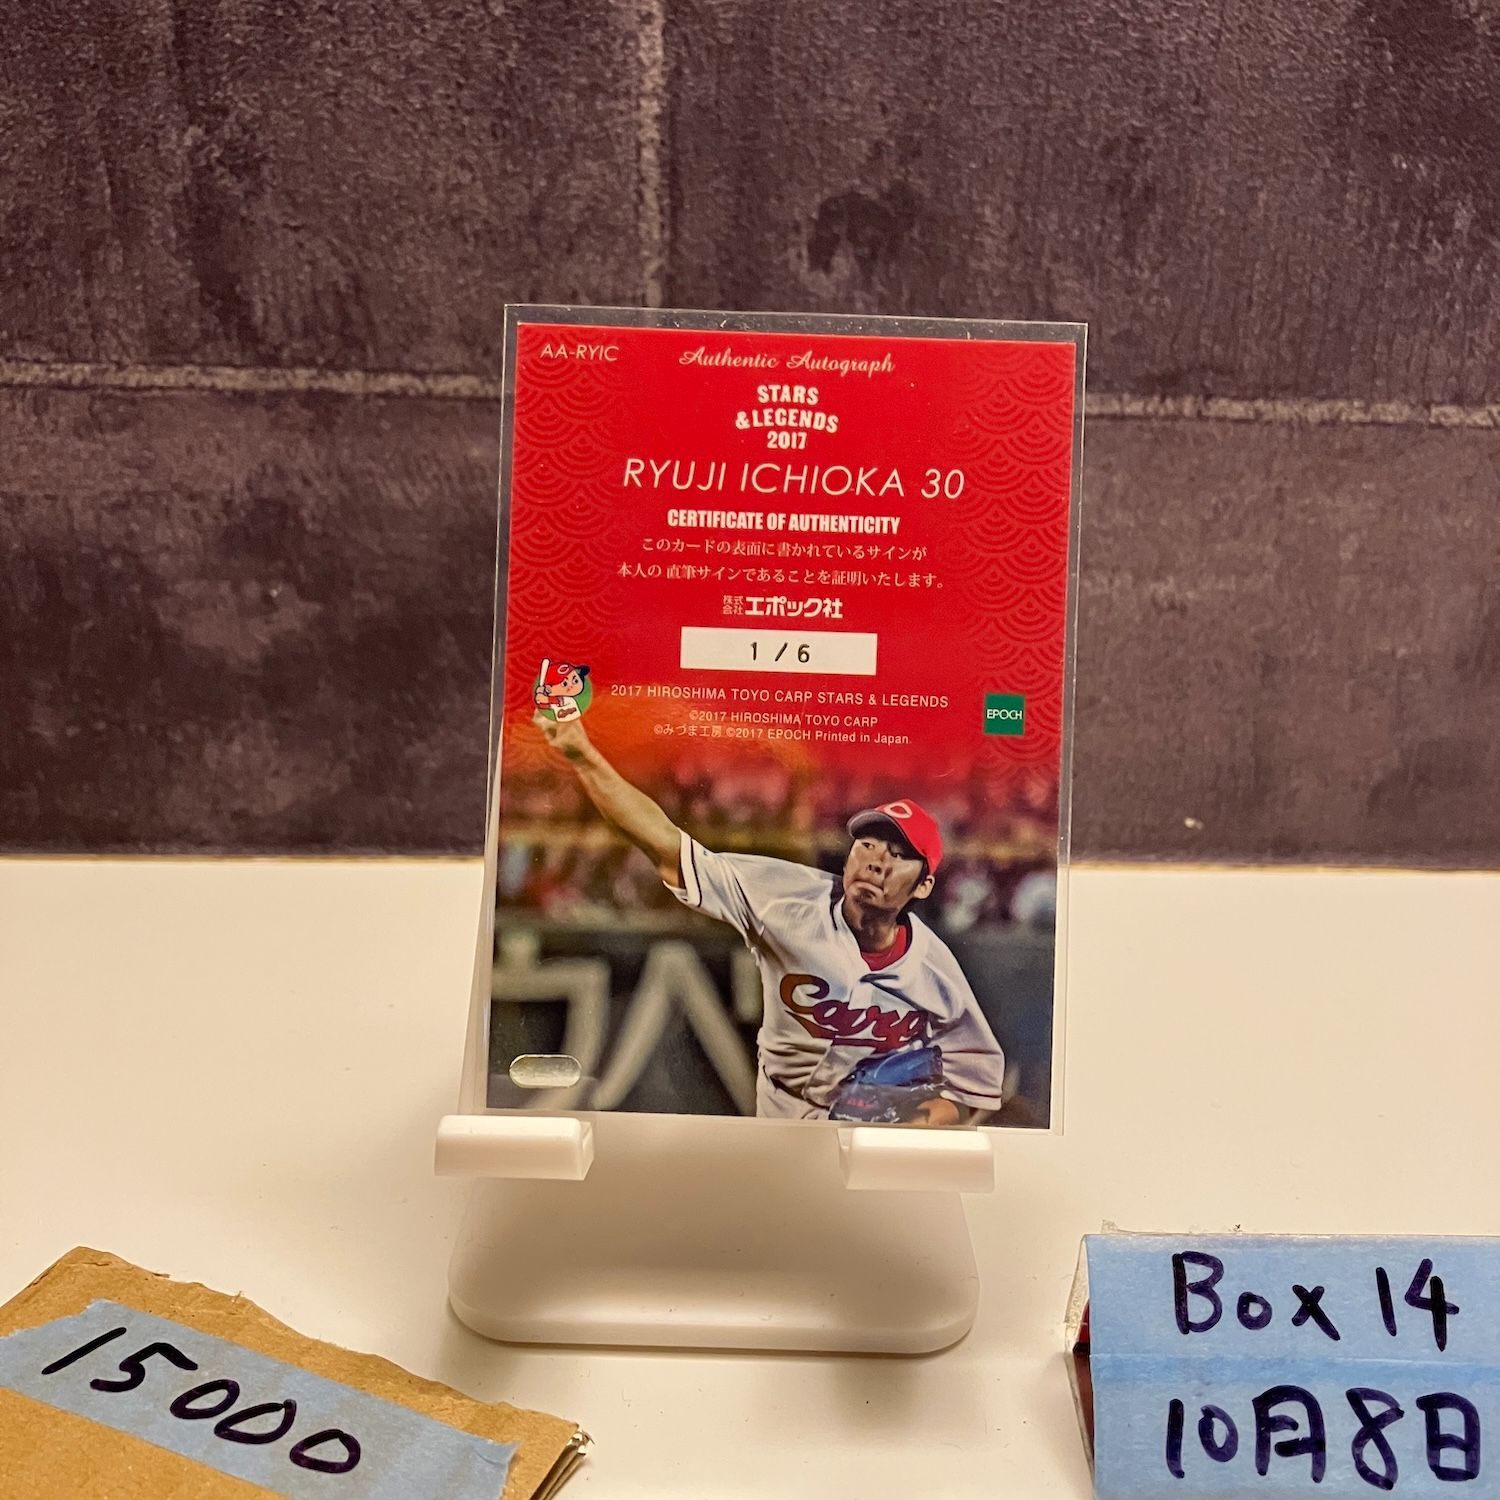 AA-RYIC
Authentic Autograph
STARS
& LEGENDS
2017
RYUJI ICHIOKA 30
CERTIFICATE OF AUTHENTICITY
このカードの表面に書かれているサインが
本人の 直筆サインであることを証明いたします。
株式会社 エポック社
1 / 6
2017 HIROSHIMA TOYO CARP STARS & LEGENDS
EPOCH
©2017 HIROSHIMA TOYO CARP
©みづま工房 ©2017 EPOCH Printed in Japan.
Carp
15000
Box 14
10月8日